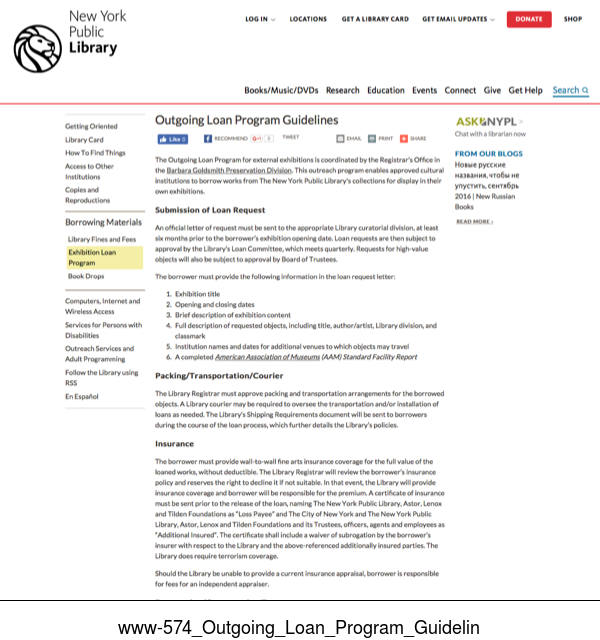 New York
Public
Library
LOG IN
LOCATIONS
GET A LIBRARY CARD
GET EMAIL UPDATES
DONATE
SHOP
Books/Music/DVDs Research Education Events Connect Give Get Help Search
Getting Oriented
Library Card
How To Find Things
Access to Other
Institutions
Copies and
Reproductions
Borrowing Materials
Library Fines and Fees
Exhibition Loan
Program
Book Drops
Computers, Internet and
Wireless Access
Services for Persons with
Disabilities
Outreach Services and
Adult Programming
Follow the Library using
RSS
En Español
Outgoing Loan Program Guidelines
Like 0
RECOMMEND
G+1 0
TWEET
EMAIL
PRINT
SHARE
The Outgoing Loan Program for external exhibitions is coordinated by the Registrar's Office in
the Barbara Goldsmith Preservation Division. This outreach program enables approved cultural
institutions to borrow works from The New York Public Library's collections for display in their
own exhibitions.
Submission of Loan Request
An official letter of request must be sent to the appropriate Library curatorial division, at least
six months prior to the borrower's exhibition opening date. Loan requests are then subject to
approval by the Library's Loan Committee, which meets quarterly. Requests for high-value
objects will also be subject to approval by Board of Trustees.
The borrower must provide the following information in the loan request letter:
1. Exhibition title
2. Opening and closing dates
3. Brief description of exhibition content
4. Full description of requested objects, including title, author/artist, Library division, and
classmark
5. Institution names and dates for additional venues to which objects may travel
6. A completed American Association of Museums (AAM) Standard Facility Report
Packing/Transportation/Courier
The Library Registrar must approve packing and transportation arrangements for the borrowed
objects. A Library courier may be required to oversee the transportation and/or installation of
loans as needed. The Library's Shipping Requirements document will be sent to borrowers
during the course of the loan process, which further details the Library's policies.
Insurance
The borrower must provide wall-to-wall fine arts insurance coverage for the full value of the
loaned works, without deductible. The Library Registrar will review the borrower's insurance
policy and reserves the right to decline it if not suitable. In that event, the Library will provide
insurance coverage and borrower will be responsible for the premium. A certificate of insurance
must be sent prior to the release of the loan, naming The New York Public Library, Astor, Lenox
and Tilden Foundations as "Loss Payee" and The City of New York and The New York Public
Library, Astor, Lenox and Tilden Foundations and its Trustees, officers, agents and employees as
"Additional Insured". The certificate shall include a waiver of subrogation by the borrower's
insurer with respect to the Library and the above-referenced additionally insured parties. The
Library does require terrorism coverage.
Should the Library be unable to provide a current insurance appraisal, borrower is responsible
for fees for an independent appraiser.
ASK NYPL
Chat with a librarian now
FROM OUR BLOGS
Новые русские
названия, чтобы не
упустить, сентябрь
2016 | New Russian
Books
READ MORE ›
www-574_Outgoing_Loan_Program_Guidelin